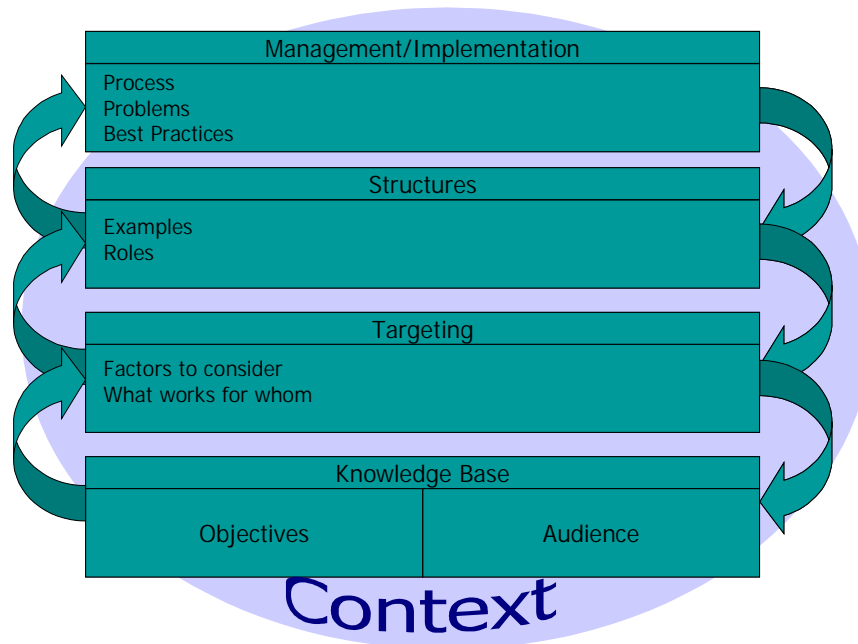 Management/Implementation
Process
Problems
Best Practices
Structures
Examples
Roles
Targeting
Factors to consider
What works for whom
Knowledge Base
Objectives
Audience
Context